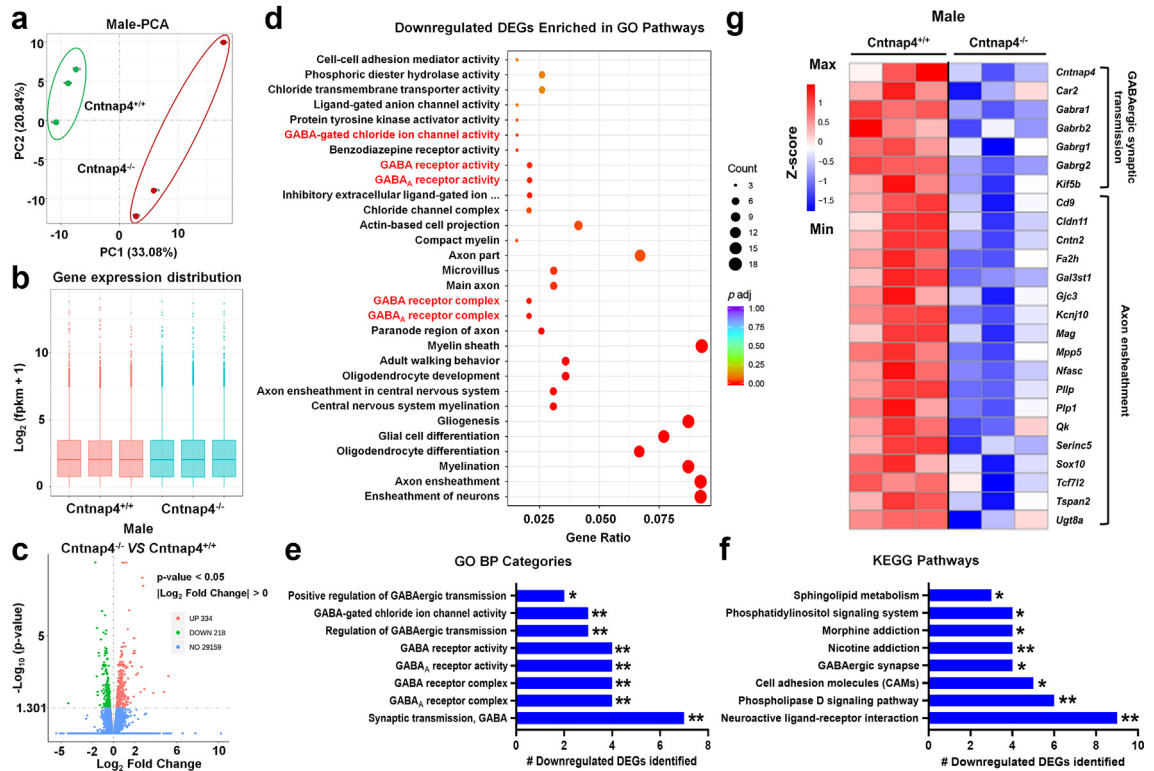 a
Male-PCA
PC2 (20.84%)
10
5
0
-5
-10
Cntnap4+/+
Cntnap4-/-
-10
0
10
PC1 (33.08%)
b
Gene expression distribution
Log2 (fpkm + 1)
10
5
0
Cntnap4+/+
Cntnap4-/-
Male
c
Cntnap4-/- VS Cntnap4+/+
p-value < 0.05
|Log2 Fold Change| > 0
UP 334
DOWN 218
NO 29159
-Log10 (p-value)
5
1.301
-5
-2
0
2
5
10
Log2 Fold Change
d
Downregulated DEGs Enriched in GO Pathways
Cell-cell adhesion mediator activity
Phosphoric diester hydrolase activity
Chloride transmembrane transporter activity
Ligand-gated anion channel activity
Protein tyrosine kinase activator activity
GABA-gated chloride ion channel activity
Benzodiazepine receptor activity
GABA receptor activity
GABAA receptor activity
Inhibitory extracellular ligand-gated ion ...
Chloride channel complex
Actin-based cell projection
Compact myelin
Axon part
Microvillus
Main axon
GABA receptor complex
GABAA receptor complex
Paranode region of axon
Myelin sheath
Adult walking behavior
Oligodendrocyte development
Axon ensheathment in central nervous system
Central nervous system myelination
Gliogenesis
Glial cell differentiation
Oligodendrocyte differentiation
Myelination
Axon ensheathment
Ensheathment of neurons
0.025
0.050
0.075
Gene Ratio
Count
3
6
9
12
15
18
p adj
1.00
0.75
0.50
0.25
0.00
e
GO BP Categories
Positive regulation of GABAergic transmission
*
GABA-gated chloride ion channel activity
**
Regulation of GABAergic transmission
**
GABA receptor activity
**
GABAA receptor activity
**
GABA receptor complex
**
GABAA receptor complex
**
Synaptic transmission, GABA
**
0
2
4
6
8
# Downregulated DEGs identified
f
KEGG Pathways
Sphingolipid metabolism
*
Phosphatidylinositol signaling system
*
Morphine addiction
*
Nicotine addiction
**
GABAergic synapse
*
Cell adhesion molecules (CAMs)
*
Phospholipase D signaling pathway
**
Neuroactive ligand-receptor interaction
**
0
2
4
6
8
10
# Downregulated DEGs identified
g
Male
Cntnap4+/+
Cntnap4-/-
Max
Z-score
1
0.5
0
-0.5
-1
-1.5
Min
Cntnap4
Car2
Gabra1
Gabrb2
Gabrg1
Gabrg2
Kif5b
Cd9
Cldn11
Cntn2
Fa2h
Gal3st1
Gjc3
Kcnj10
Mag
Mpp5
Nfasc
Pllp
Plp1
Qk
Serinc5
Sox10
Tcf7l2
Tspan2
Ugt8a
GABAergic synaptic
transmission
Axon ensheathment